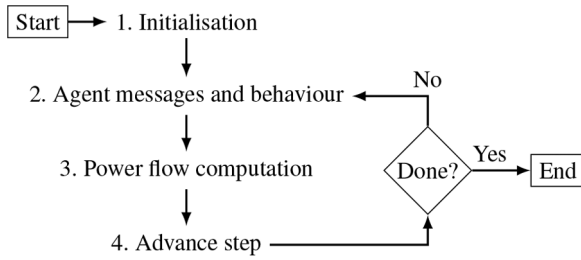 Start
1. Initialisation
2. Agent messages and behaviour
3. Power flow computation
4. Advance step
Done?
No
Yes
End